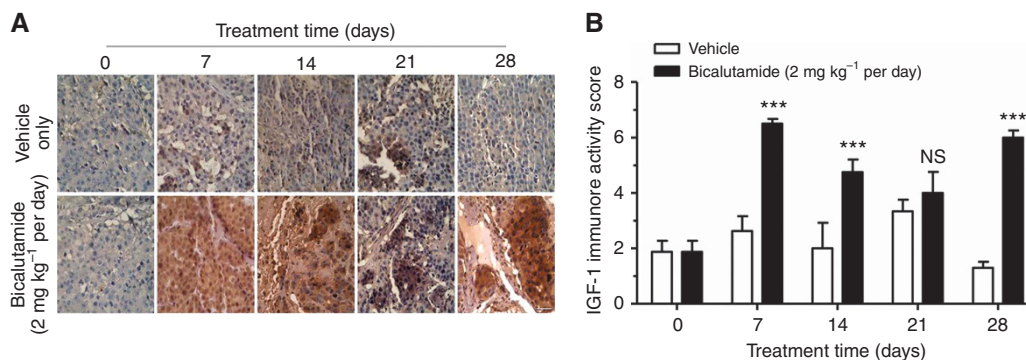 A
Treatment time (days)
0 7 14 21 28
Vehicle
only
Bicalutamide
(2 mg kg⁻¹ per day)
B
Vehicle
Bicalutamide (2 mg kg⁻¹ per day)
IGF-1 immunore activity score
8
6
4
2
0
***
***
NS
***
0 7 14 21 28
Treatment time (days)